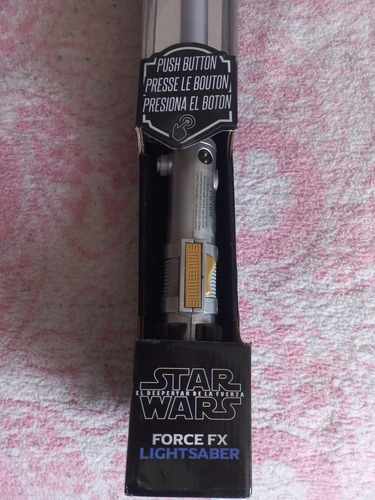 PUSH BUTTON
PRESSE LE BOUTON
PRESIONA EL BOTON
STAR
EL DESPERTAR DE LA FUERZA
WARS
FORCE FX
LIGHTSABER